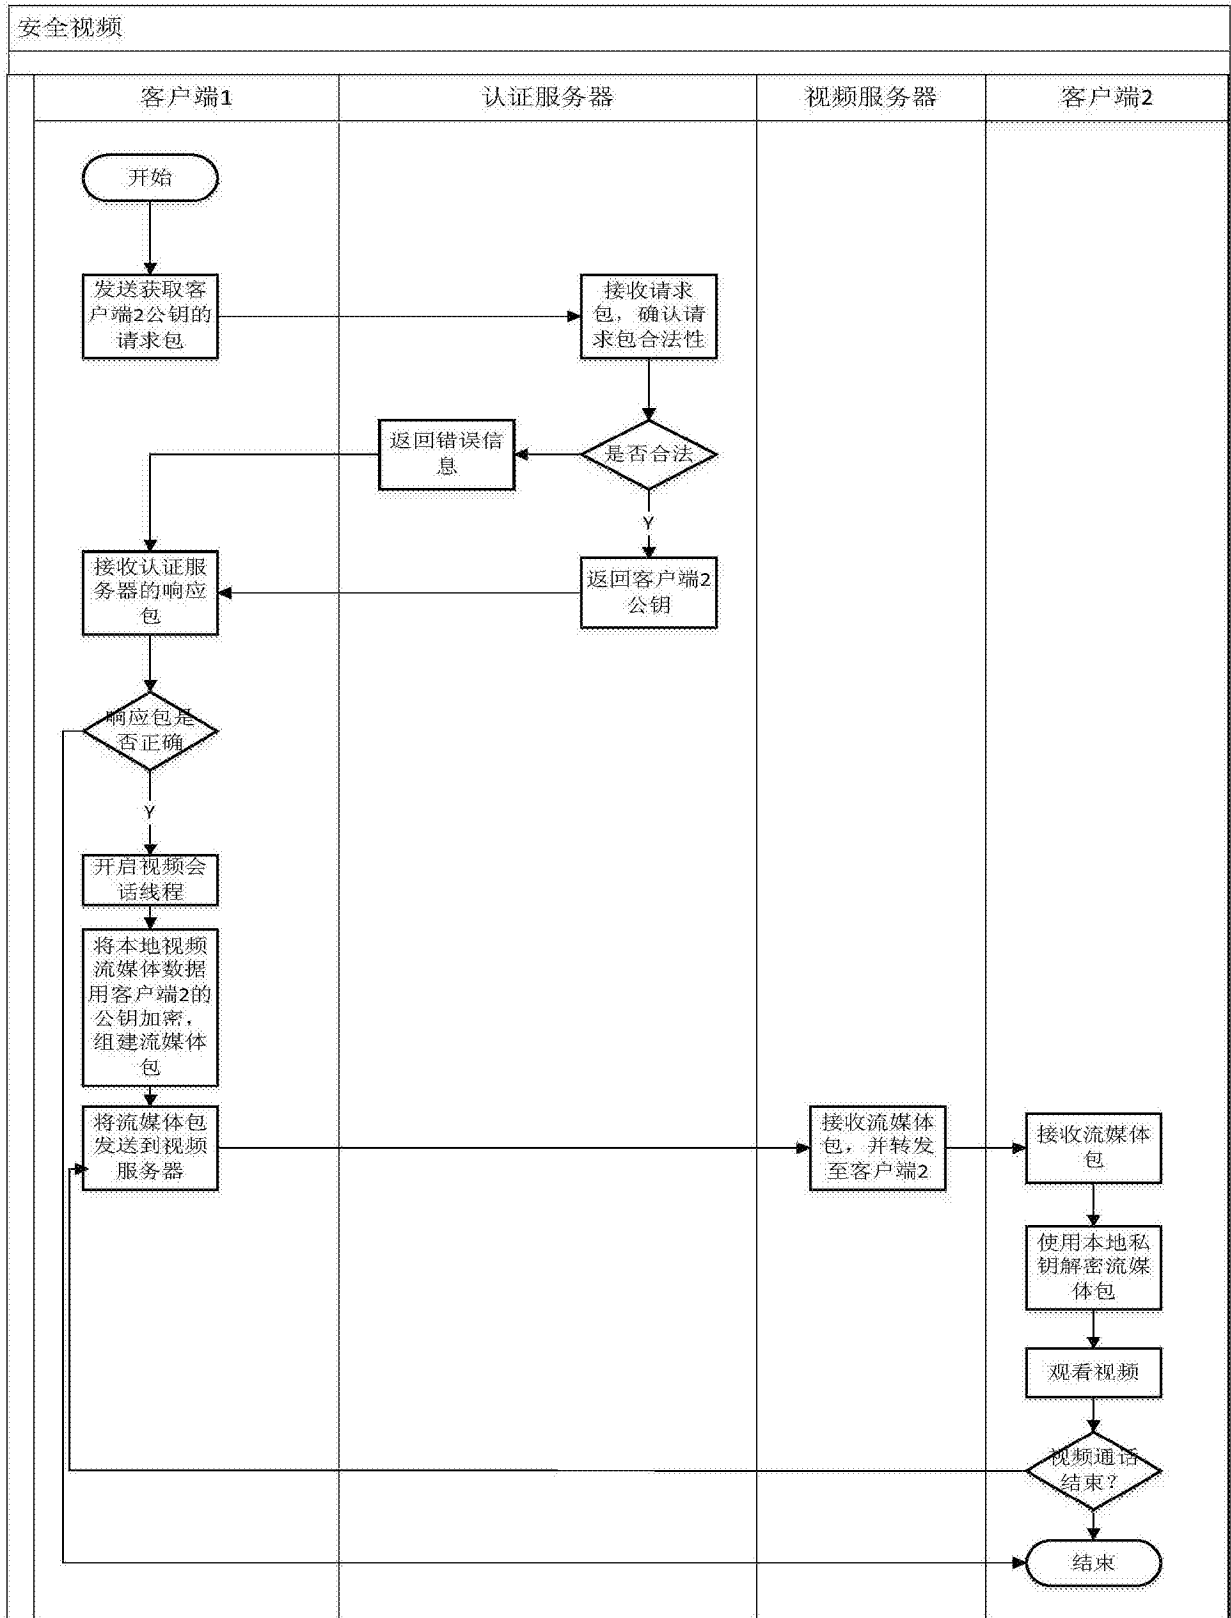 安全视频
客户端1
认证服务器
视频服务器
客户端2
开始
发送获取客
户端2公钥的
请求包
接收请求
包，确认请
求包合法性
返回错误信
息
是否合法
Y
接收认证服
务器的响应
包
返回客户端2
公钥
响应包是
否正确
Y
开启视频会
话线程
将本地视频
流媒体数据
用客户端2的
公钥加密，
组建流媒体
包
将流媒体包
发送到视频
服务器
接收流媒体
包，并转发
至客户端2
接收流媒体
包
使用本地私
钥解密流媒
体包
观看视频
视频通话
结束？
结束